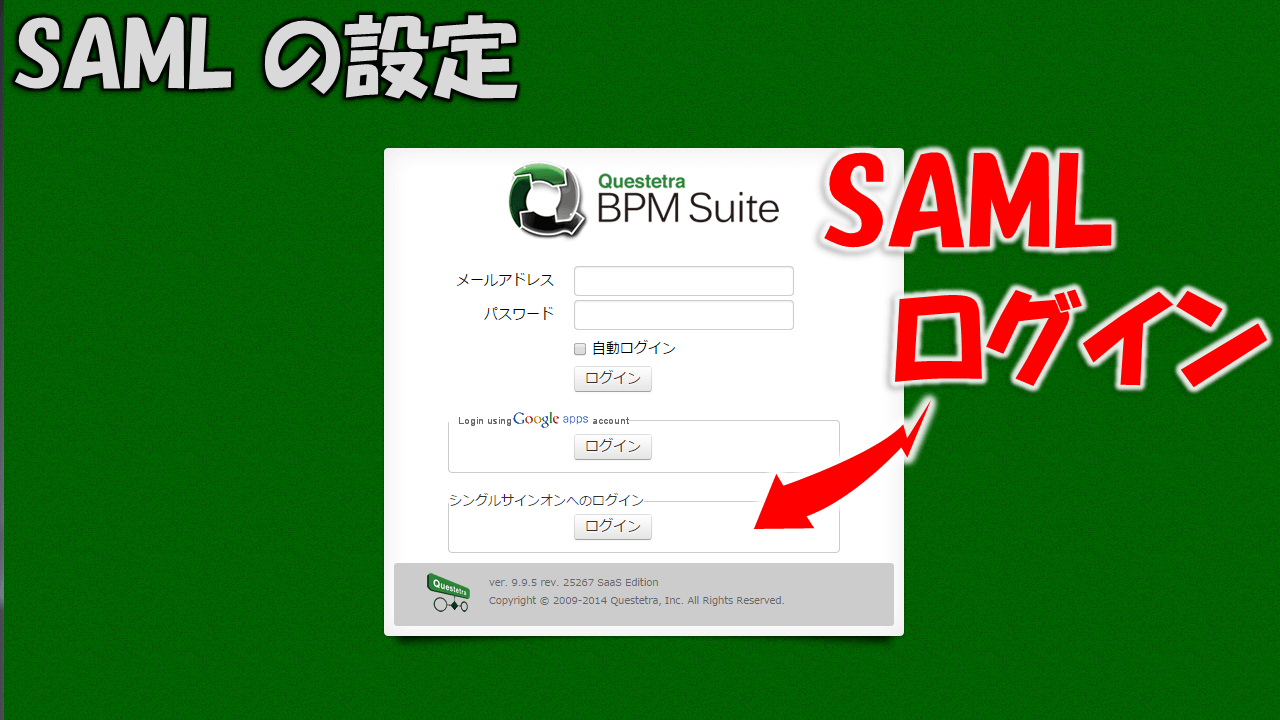 SAML の設定
Questetra
BPM Suite
SAML
ログイン
メールアドレス
パスワード
自動ログイン
ログイン
Login using Google apps account
ログイン
シングルサインオンへのログイン
ログイン
Questetra
ver. 9.9.5 rev. 25267 SaaS Edition
Copyright © 2009-2014 Questetra, Inc. All Rights Reserved.